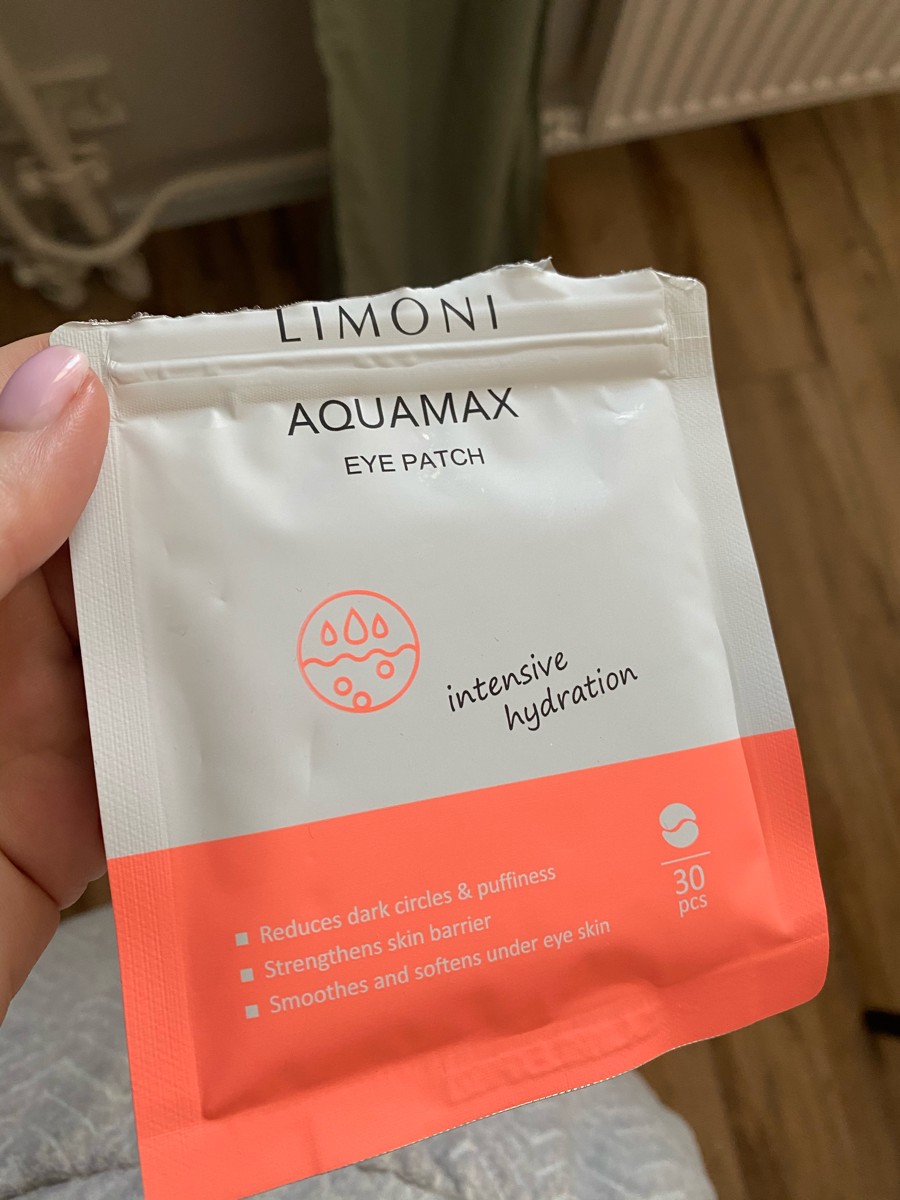 LIMONI
AQUAMAX
EYE PATCH
intensive
hydration
30
pcs
Reduces dark circles & puffiness
Strengthens skin barrier
Smoothes and softens under eye skin